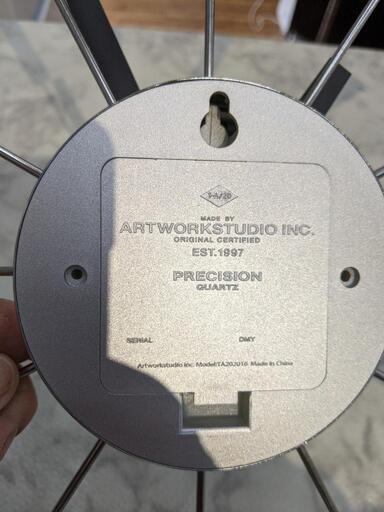 T-A/20
MADE BY
ARTWORKSTUDIO INC.
ORIGINAL CERTIFIED
EST.1997
PRECISION
QUARTZ
SERIAL DMY
Artworkstudio inc. Model:TA202016 Made in China